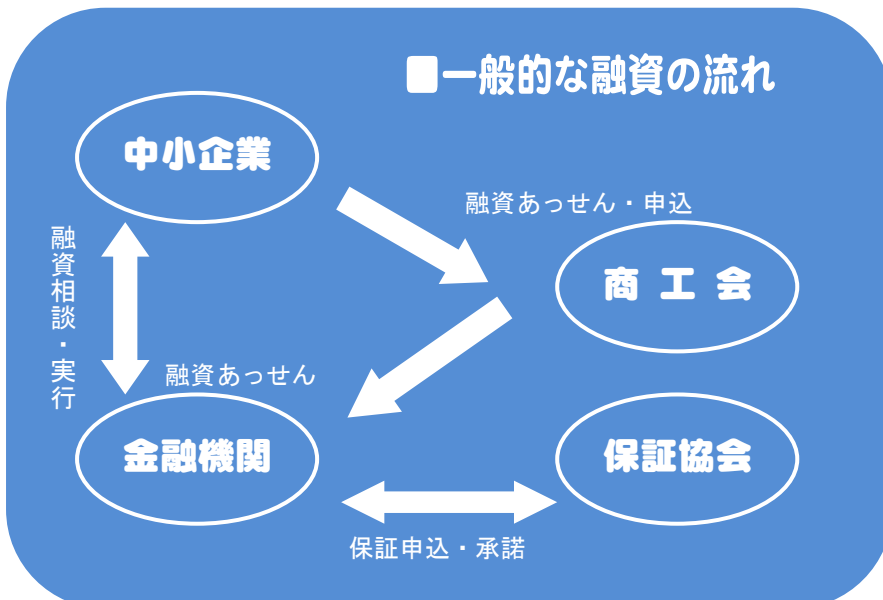 ■一般的な融資の流れ
中小企業
融資あっせん・申込
商工会
融資相談・実行
融資あっせん
金融機関
保証協会
保証申込・承諾